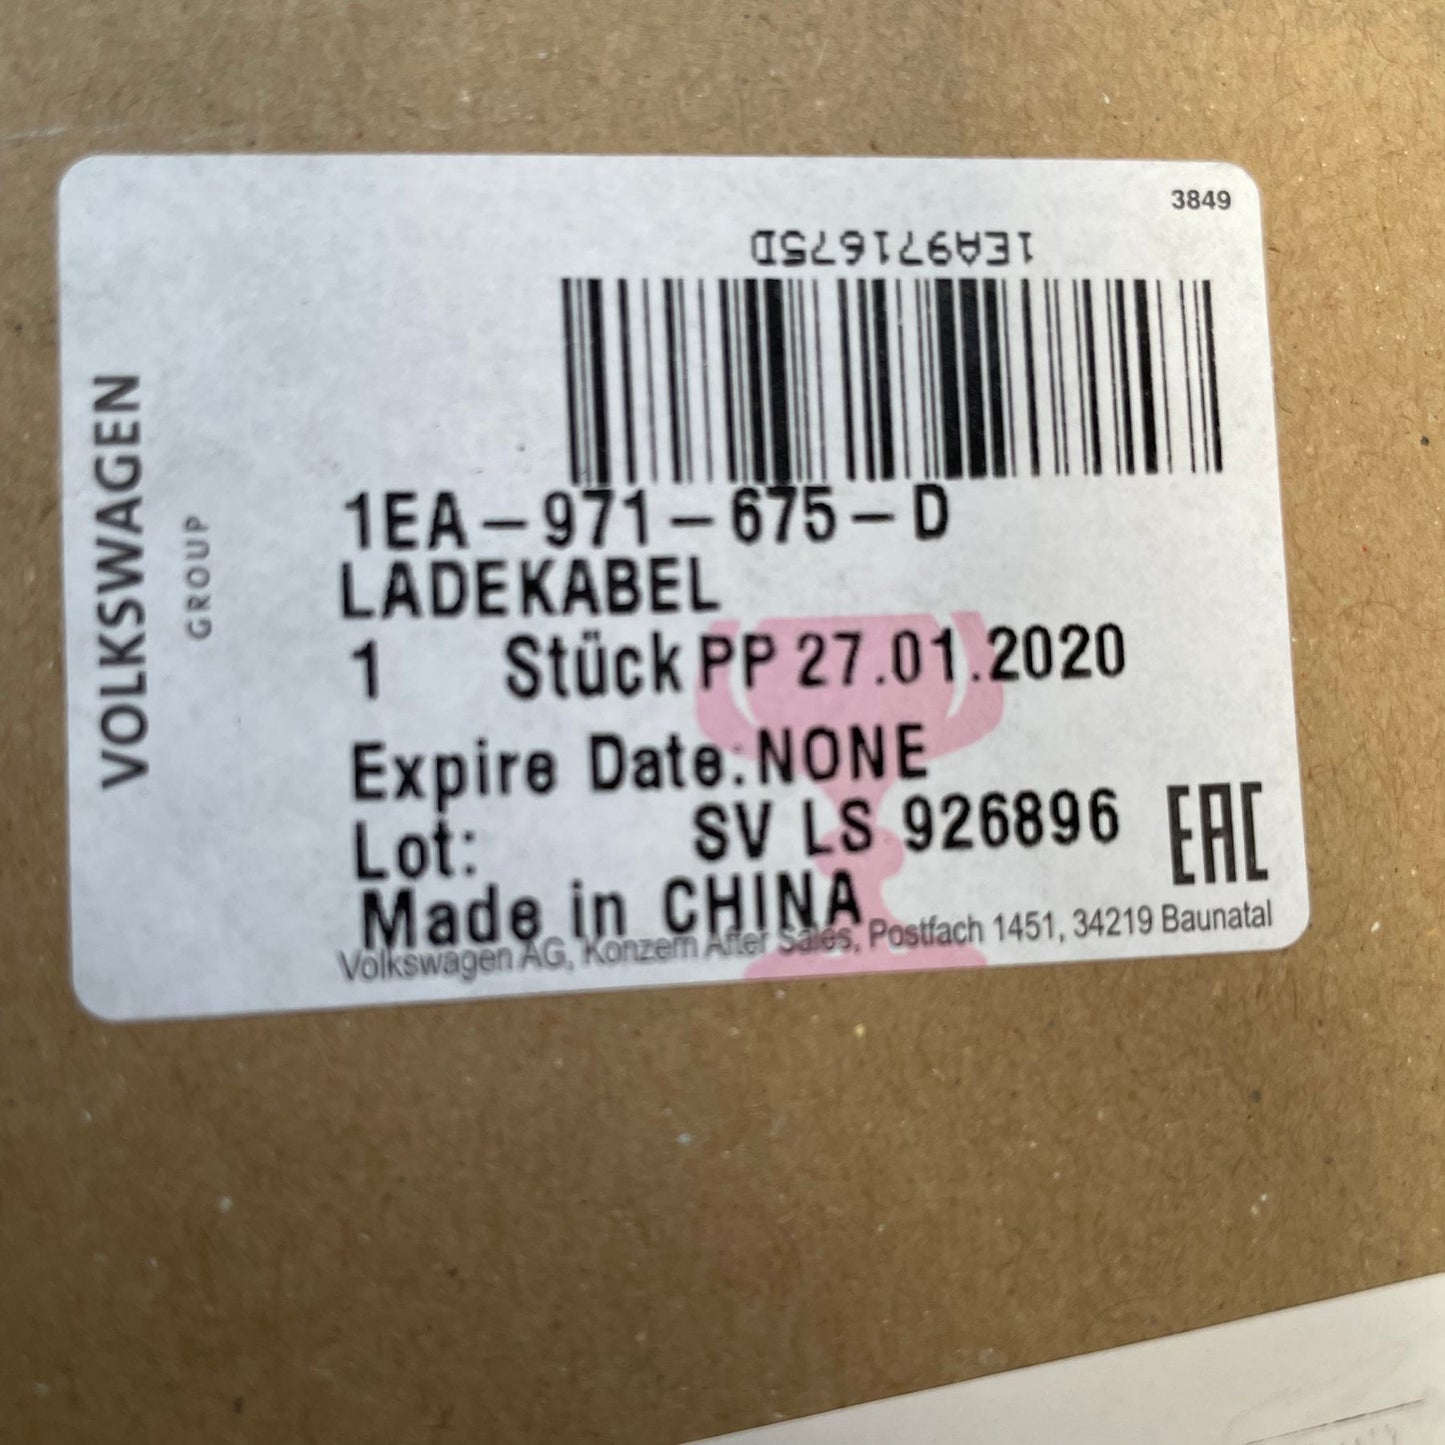 3849
1EA971675D
VOLKSWAGEN
GROUP
1EA-971-675-D
LADEKABEL
1 Stück PP 27.01.2020
Expire Date:NONE
Lot: SV LS 926896
EAC
Made in CHINA
Volkswagen AG, Konzern After Sales, Postfach 1451, 34219 Baunatal